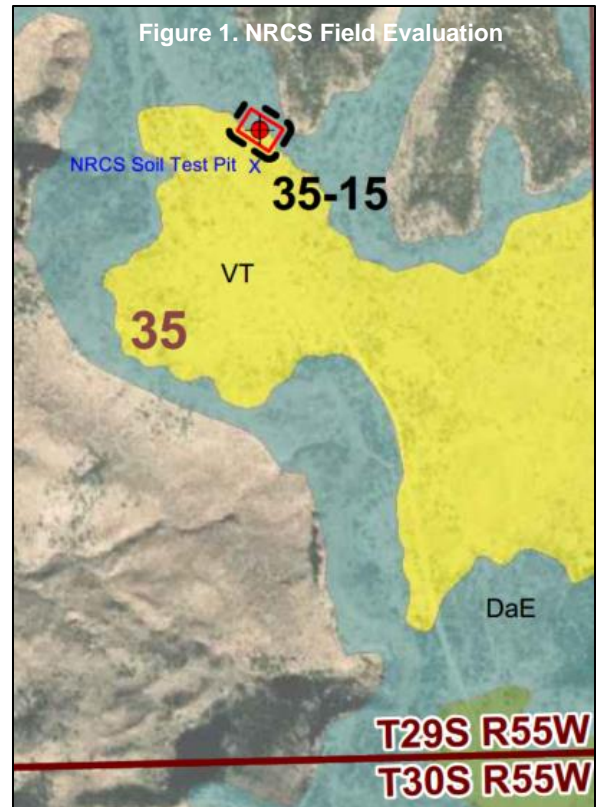 Figure 1. NRCS Field Evaluation
NRCS Soil Test Pit X
35-15
VT
35
DaE
T29S R55W
T30S R55W